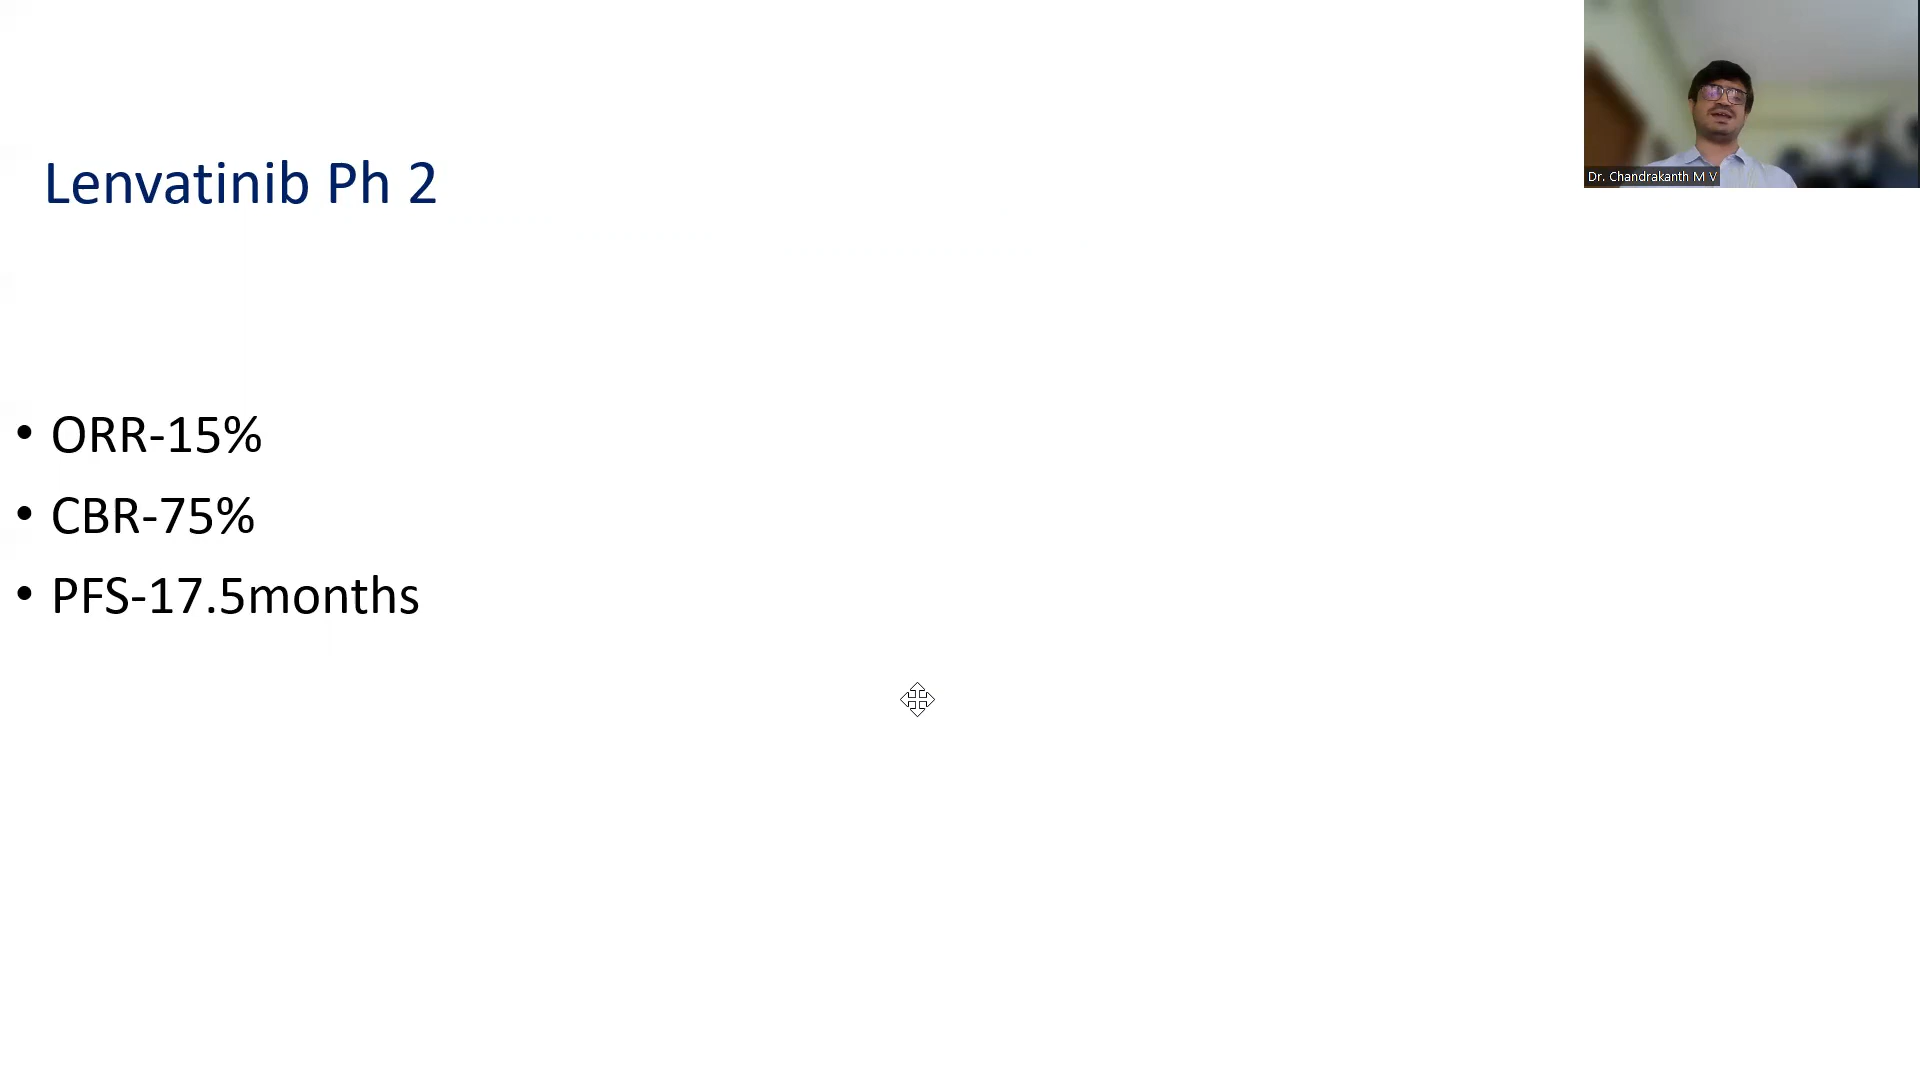 Dr. Chandrakanth M V
Lenvatinib Ph 2
• ORR-15%
• CBR-75%
• PFS-17.5months